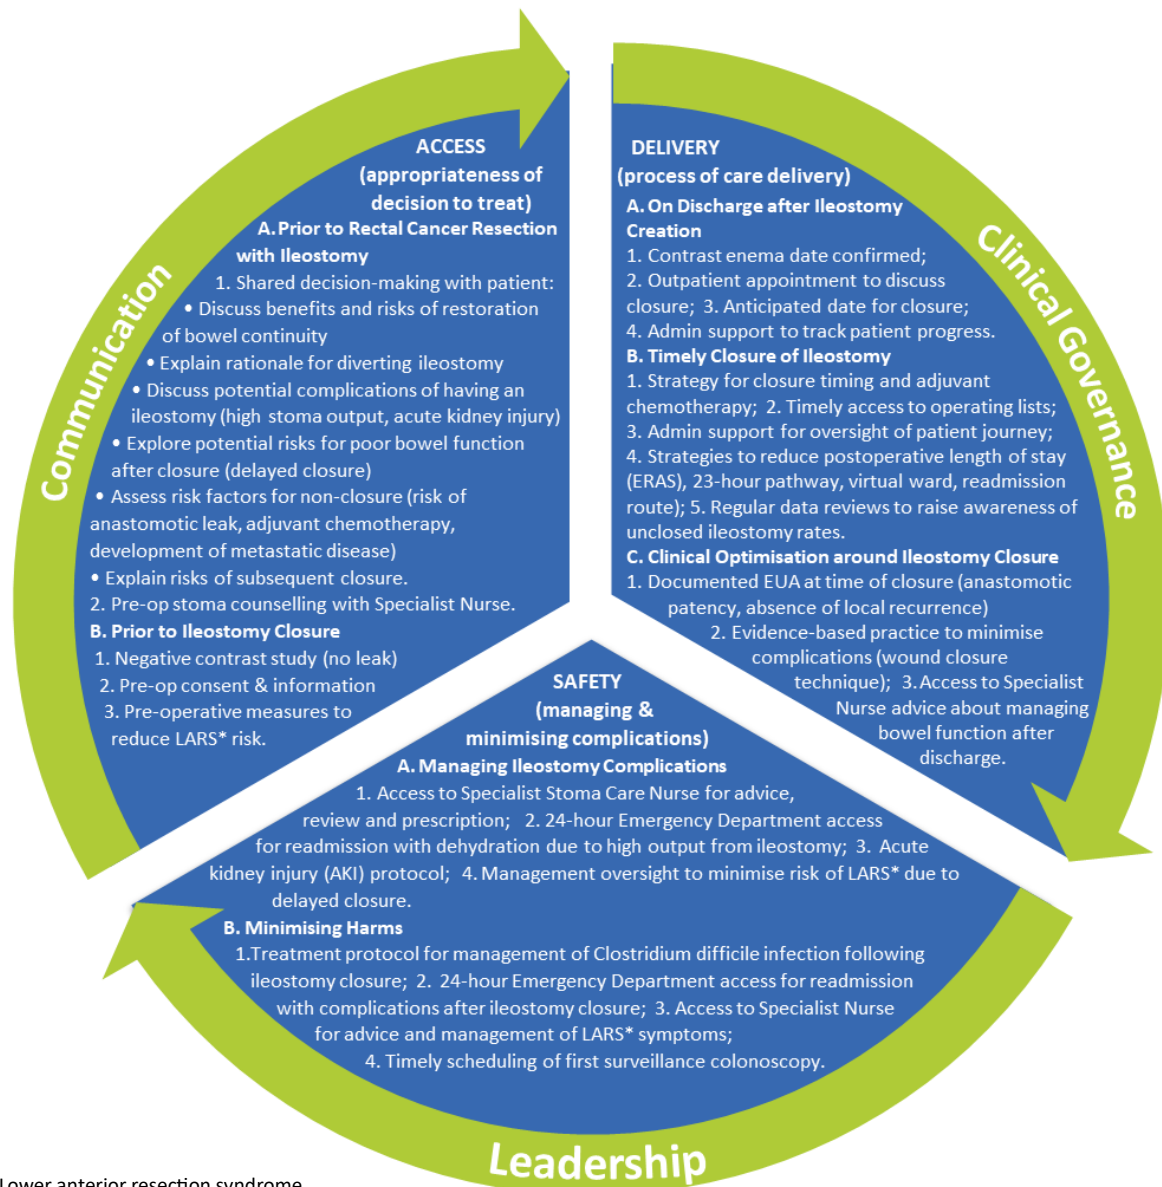 Communication
ACCESS
(appropriateness of
decision to treat)
A. Prior to Rectal Cancer Resection
with Ileostomy
1. Shared decision-making with patient:
• Discuss benefits and risks of restoration
of bowel continuity
• Explain rationale for diverting ileostomy
• Discuss potential complications of having an
ileostomy (high stoma output, acute kidney injury)
• Explore potential risks for poor bowel function
after closure (delayed closure)
• Assess risk factors for non-closure (risk of
anastomotic leak, adjuvant chemotherapy,
development of metastatic disease)
• Explain risks of subsequent closure.
2. Pre-op stoma counselling with Specialist Nurse.
B. Prior to Ileostomy Closure
1. Negative contrast study (no leak)
2. Pre-op consent & information
3. Pre-operative measures to
reduce LARS* risk.
Clinical Governance
DELIVERY
(process of care delivery)
A. On Discharge after Ileostomy
Creation
1. Contrast enema date confirmed;
2. Outpatient appointment to discuss
closure; 3. Anticipated date for closure;
4. Admin support to track patient progress.
B. Timely Closure of Ileostomy
1. Strategy for closure timing and adjuvant
chemotherapy; 2. Timely access to operating lists;
3. Admin support for oversight of patient journey;
4. Strategies to reduce postoperative length of stay
(ERAS), 23-hour pathway, virtual ward, readmission
route); 5. Regular data reviews to raise awareness of
unclosed ileostomy rates.
C. Clinical Optimisation around Ileostomy Closure
1. Documented EUA at time of closure (anastomotic
patency, absence of local recurrence)
2. Evidence-based practice to minimise
complications (wound closure
technique); 3. Access to Specialist
Nurse advice about managing
bowel function after
discharge.
SAFETY
(managing &
minimising complications)
A. Managing Ileostomy Complications
1. Access to Specialist Stoma Care Nurse for advice,
review and prescription; 2. 24-hour Emergency Department access
for readmission with dehydration due to high output from ileostomy; 3. Acute
kidney injury (AKI) protocol; 4. Management oversight to minimise risk of LARS* due to
delayed closure.
B. Minimising Harms
1.Treatment protocol for management of Clostridium difficile infection following
ileostomy closure; 2. 24-hour Emergency Department access for readmission
with complications after ileostomy closure; 3. Access to Specialist Nurse
for advice and management of LARS* symptoms;
4. Timely scheduling of first surveillance colonoscopy.
Leadership
Lower anterior resection syndrome